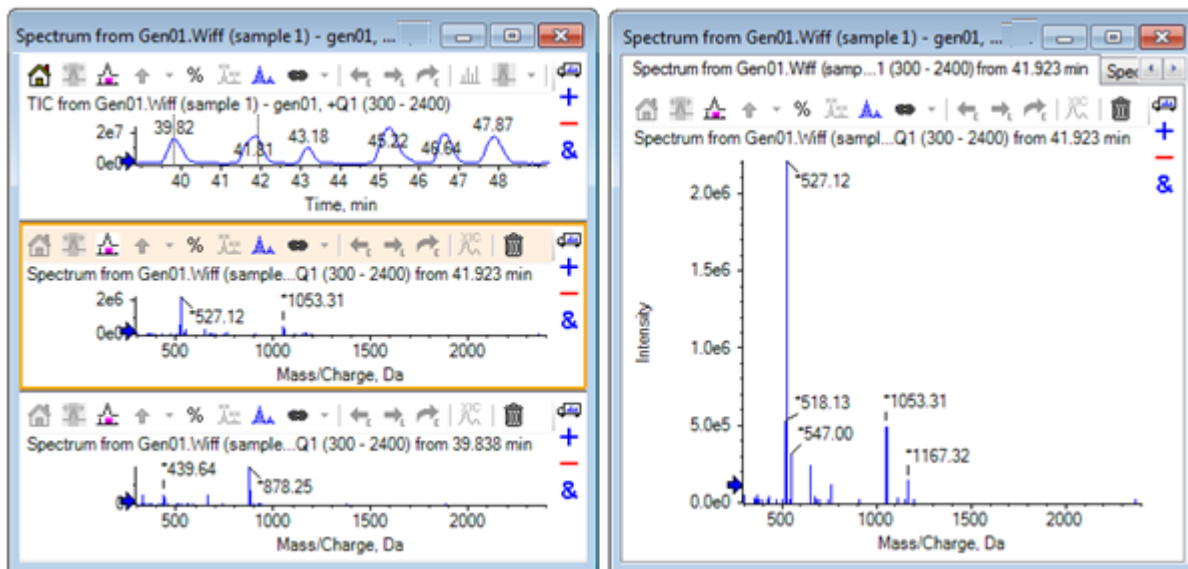 Spectrum from Gen01.Wiff (sample 1) - gen01, ...
%
TIC from Gen01.Wiff (sample 1) - gen01, +Q1 (300 - 2400)
2e7
0e0
39.82
41.81
43.18
45.22
46.64
47.87
40 41 42 43 44 45 46 47 48
Time, min
+
&
%
XIC
Spectrum from Gen01.Wiff (sample...Q1 (300 - 2400) from 41.923 min
2e6
0e0
*527.12
*1053.31
500 1000 1500 2000
Mass/Charge, Da
+
&
%
XIC
Spectrum from Gen01.Wiff (sample...Q1 (300 - 2400) from 39.838 min
*439.64
*878.25
500 1000 1500 2000
Mass/Charge, Da
+
&
Spectrum from Gen01.Wiff (sample 1) - gen01, ...
Spectrum from Gen01.Wiff (samp...1 (300 - 2400) from 41.923 min
Spec
%
XIC
Spectrum from Gen01.Wiff (sampl...Q1 (300 - 2400) from 41.923 min
+
&
2.0e6
1.5e6
1.0e6
5.0e5
0.0e0
Intensity
*527.12
*518.13
*547.00
*1053.31
*1167.32
500 1000 1500 2000
Mass/Charge, Da